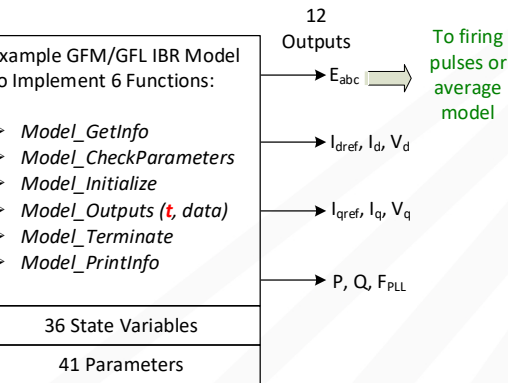 12
Outputs
To firing
pulses or
average
model
GFM/GFL IBR Model
Implement 6 Functions:
Model_GetInfo
Model_CheckParameters
Model_Initialize
Model_Outputs (t, data)
Model_Terminate
Model_PrintInfo
36 State Variables
41 Parameters
Eabc
Idref, Id, Vd
Iqref, Iq, Vq
P, Q, FPLL